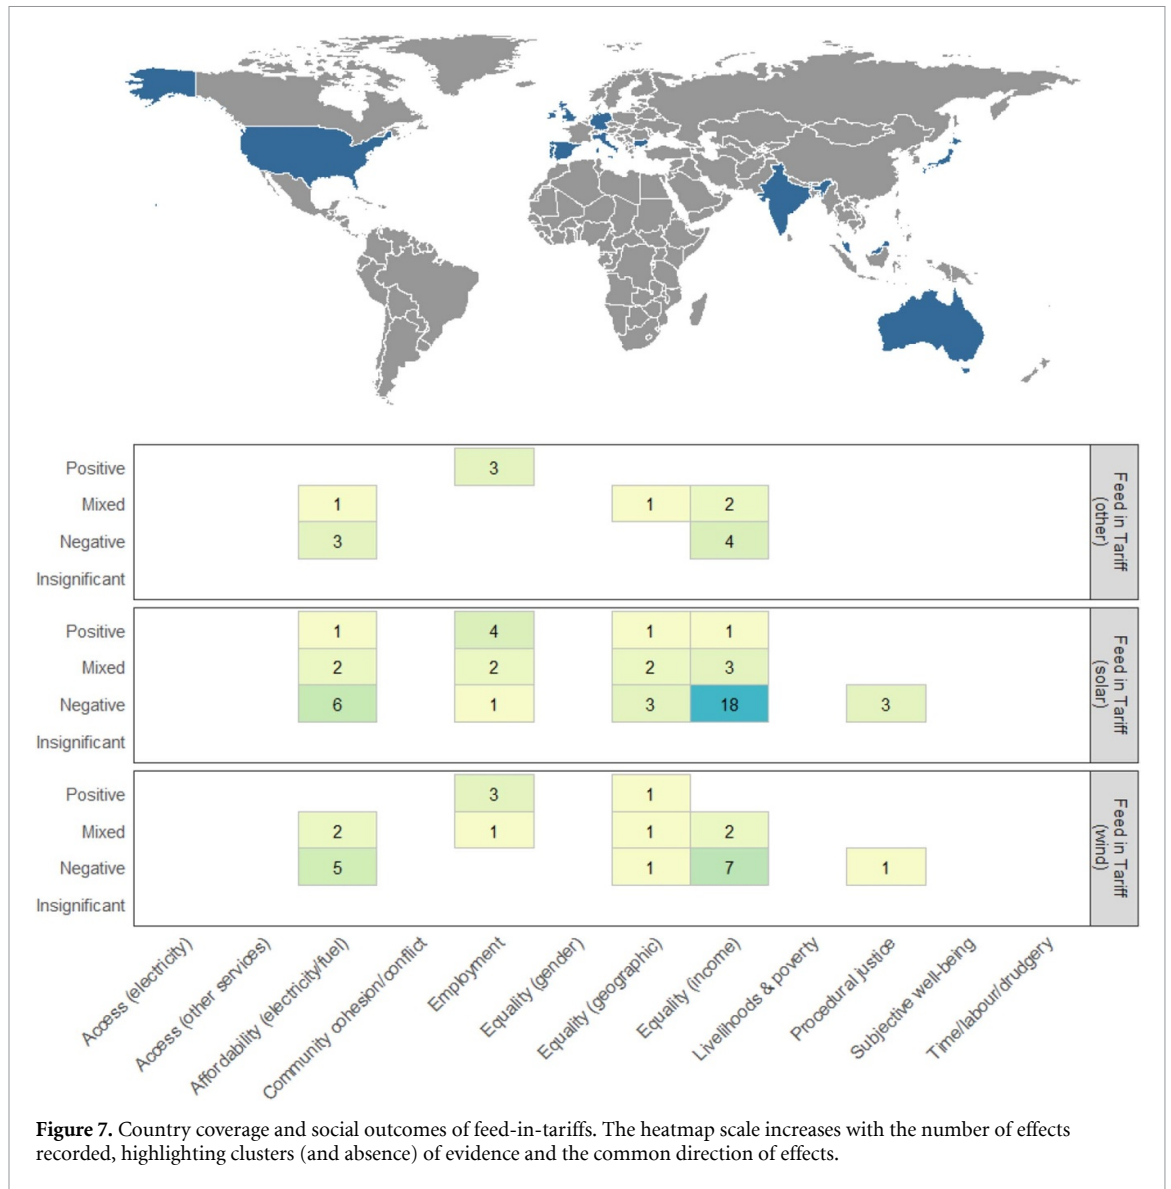 Positive 3
Mixed 1 1 2
Negative 3 4
Insignificant
Feed in Tariff
(other)
Positive 1 4 1 1
Mixed 2 2 2 3
Negative 6 1 3 18 3
Insignificant
Feed in Tariff
(solar)
Positive 3 1
Mixed 2 1 1 2
Negative 5 1 7 1
Insignificant
Feed in Tariff
(wind)
Access (electricity)
Access (other services)
Affordability (electricity/fuel)
Community cohesion/conflict
Employment
Equality (gender)
Equality (geographic)
Equality (income)
Livelihoods & poverty
Procedural justice
Subjective well-being
Time/labour/drudgery
Figure 7. Country coverage and social outcomes of feed-in-tariffs. The heatmap scale increases with the number of effects
recorded, highlighting clusters (and absence) of evidence and the common direction of effects.